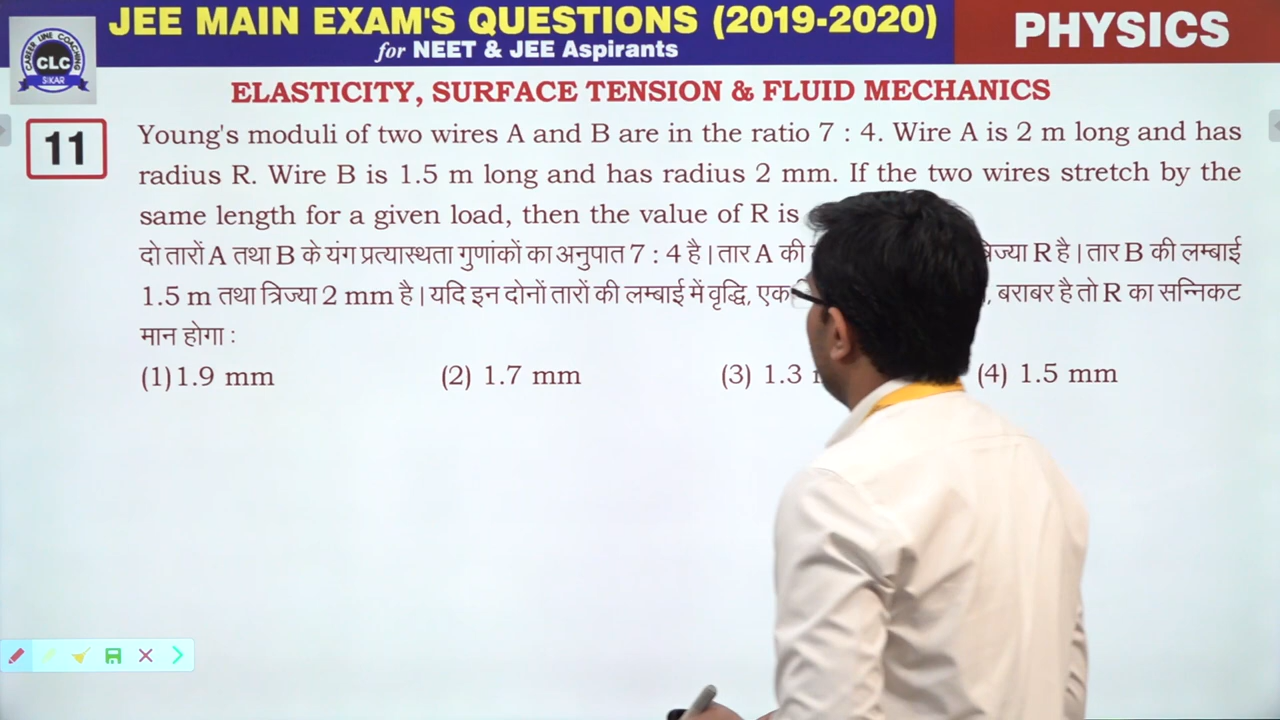 JEE MAIN EXAM'S QUESTIONS (2019-2020)
for NEET & JEE Aspirants
PHYSICS
CAREER LINE COACHING
CLC
SIKAR
ELASTICITY, SURFACE TENSION & FLUID MECHANICS
11
Young's moduli of two wires A and B are in the ratio 7 : 4. Wire A is 2 m long and has
radius R. Wire B is 1.5 m long and has radius 2 mm. If the two wires stretch by the
same length for a given load, then the value of R is
दो तारों A तथा B के यंग प्रत्यास्थता गुणांकों का अनुपात 7 : 4 है। तार A की R है। तार B की लम्बाई
1.5 m तथा त्रिज्या 2 mm है। यदि इन दोनों तारों की लम्बाई में वृद्धि, एक बराबर है तो R का सन्निकट
मान होगा :
(1) 1.9 mm (2) 1.7 mm (3) 1.3 (4) 1.5 mm